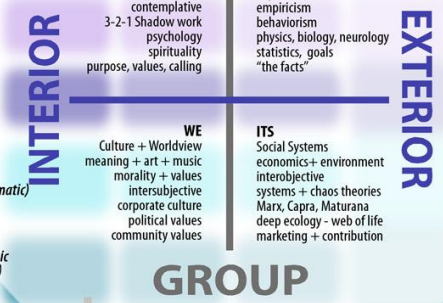 contemplative
3-2-1 Shadow work
psychology
spirituality
purpose, values, calling
empiricism
behaviorism
physics, biology, neurology
statistics, goals
"the facts"
INTERIOR
EXTERIOR
WE
Culture + Worldview
meaning + art + music
morality + values
intersubjective
corporate culture
political values
community values
ITS
Social Systems
economics+ environment
interobjective
systems + chaos theories
Marx, Capra, Maturana
deep ecology - web of life
marketing + contribution
natic)
ic
)
GROUP